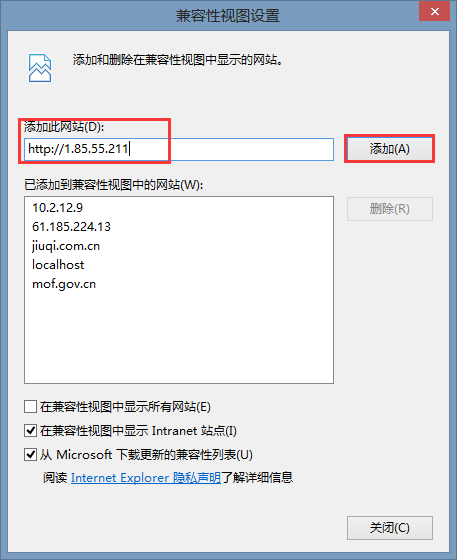 兼容性视图设置
添加和删除在兼容性视图中显示的网站。
添加此网站(D):
http://1.85.55.211
添加(A)
已添加到兼容性视图中的网站(W):
10.2.12.9
删除(R)
61.185.224.13
jiuqi.com.cn
localhost
mof.gov.cn
在兼容性视图中显示所有网站(E)
在兼容性视图中显示 Intranet 站点(I)
从 Microsoft 下载更新的兼容性列表(U)
阅读 Internet Explorer 隐私声明了解详细信息
关闭(C)